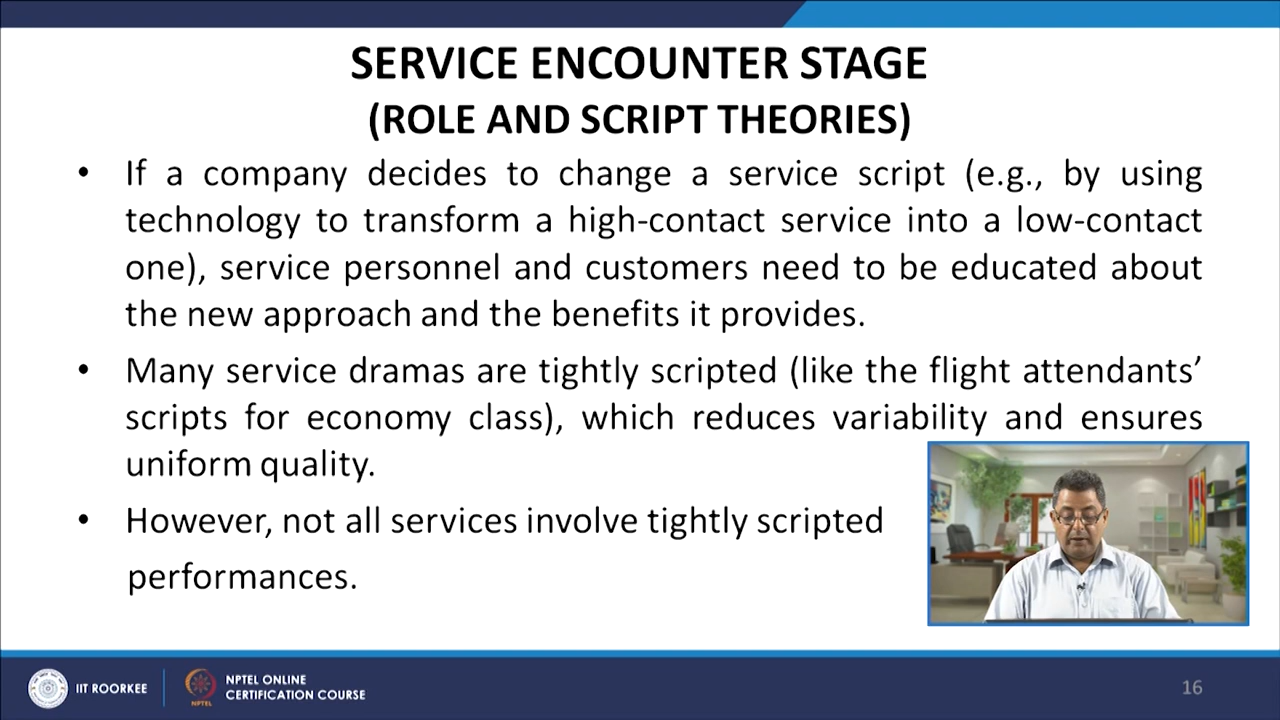 SERVICE ENCOUNTER STAGE
(ROLE AND SCRIPT THEORIES)
• If a company decides to change a service script (e.g., by using
technology to transform a high-contact service into a low-contact
one), service personnel and customers need to be educated about
the new approach and the benefits it provides.
• Many service dramas are tightly scripted (like the flight attendants’
scripts for economy class), which reduces variability and ensures
uniform quality.
• However, not all services involve tightly scripted
performances.
IIT ROORKEE
NPTEL
NPTEL ONLINE
CERTIFICATION COURSE
16